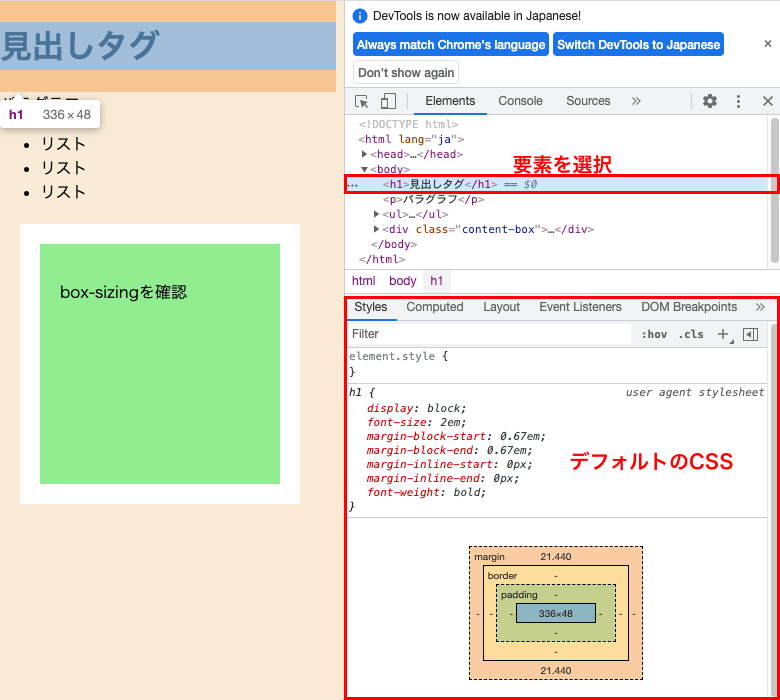 見出しタグ
パラグラフ
h1 336×48
リスト
リスト
リスト
box-sizingを確認
DevTools is now available in Japanese!
Always match Chrome's language
Switch DevTools to Japanese
Don't show again
Elements Console Sources »
<!DOCTYPE html>
<html lang="ja">
<head>…</head>
<body>
要素を選択
<h1>見出しタグ</h1> == $0
<p>パラグラフ</p>
<ul>…</ul>
<div class="content-box">…</div>
</body>
</html>
html body h1
Styles Computed Layout Event Listeners DOM Breakpoints »
Filter :hov .cls +
element.style {
}
h1 { user agent stylesheet
display: block;
font-size: 2em;
margin-block-start: 0.67em;
margin-block-end: 0.67em;
margin-inline-start: 0px;
margin-inline-end: 0px;
font-weight: bold;
}
デフォルトのCSS
margin 21.440
border -
padding -
- - - 336×48 - - -
-
-
21.440